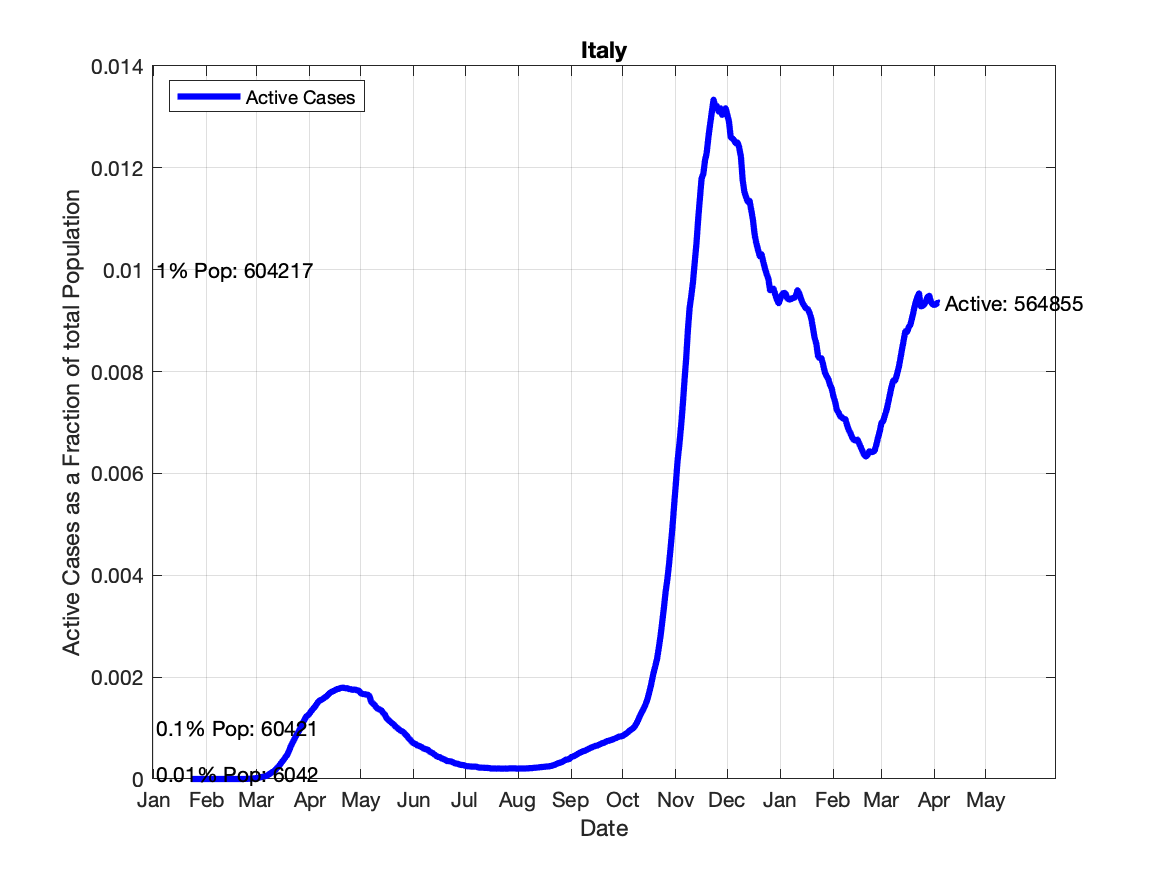 Italy
0.014
Active Cases
0.012
0.01
1% Pop: 604217
Active: 564855
0.008
0.006
0.004
0.002
0.1% Pop: 60421
0
0.01% Pop: 6042
Jan Feb Mar Apr May Jun Jul Aug Sep Oct Nov Dec Jan Feb Mar Apr May
Date
Active Cases as a Fraction of total Population